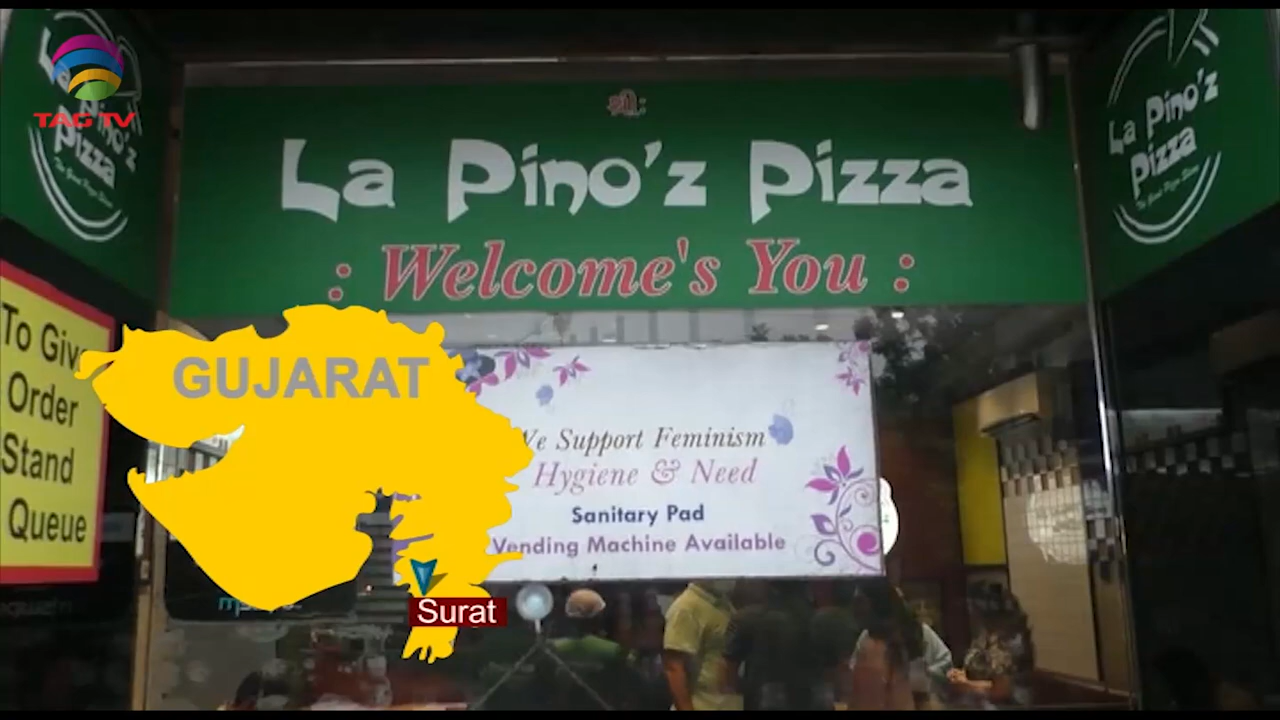 TAG TV
La Pino'z
Pizza
श्री:
La Pino'z Pizza
: Welcome's You :
La Pino'z
Pizza
To Giv
Order
Stand
Queue
GUJARAT
We Support Feminism
Hygiene & Need
Sanitary Pad
Vending Machine Available
Surat